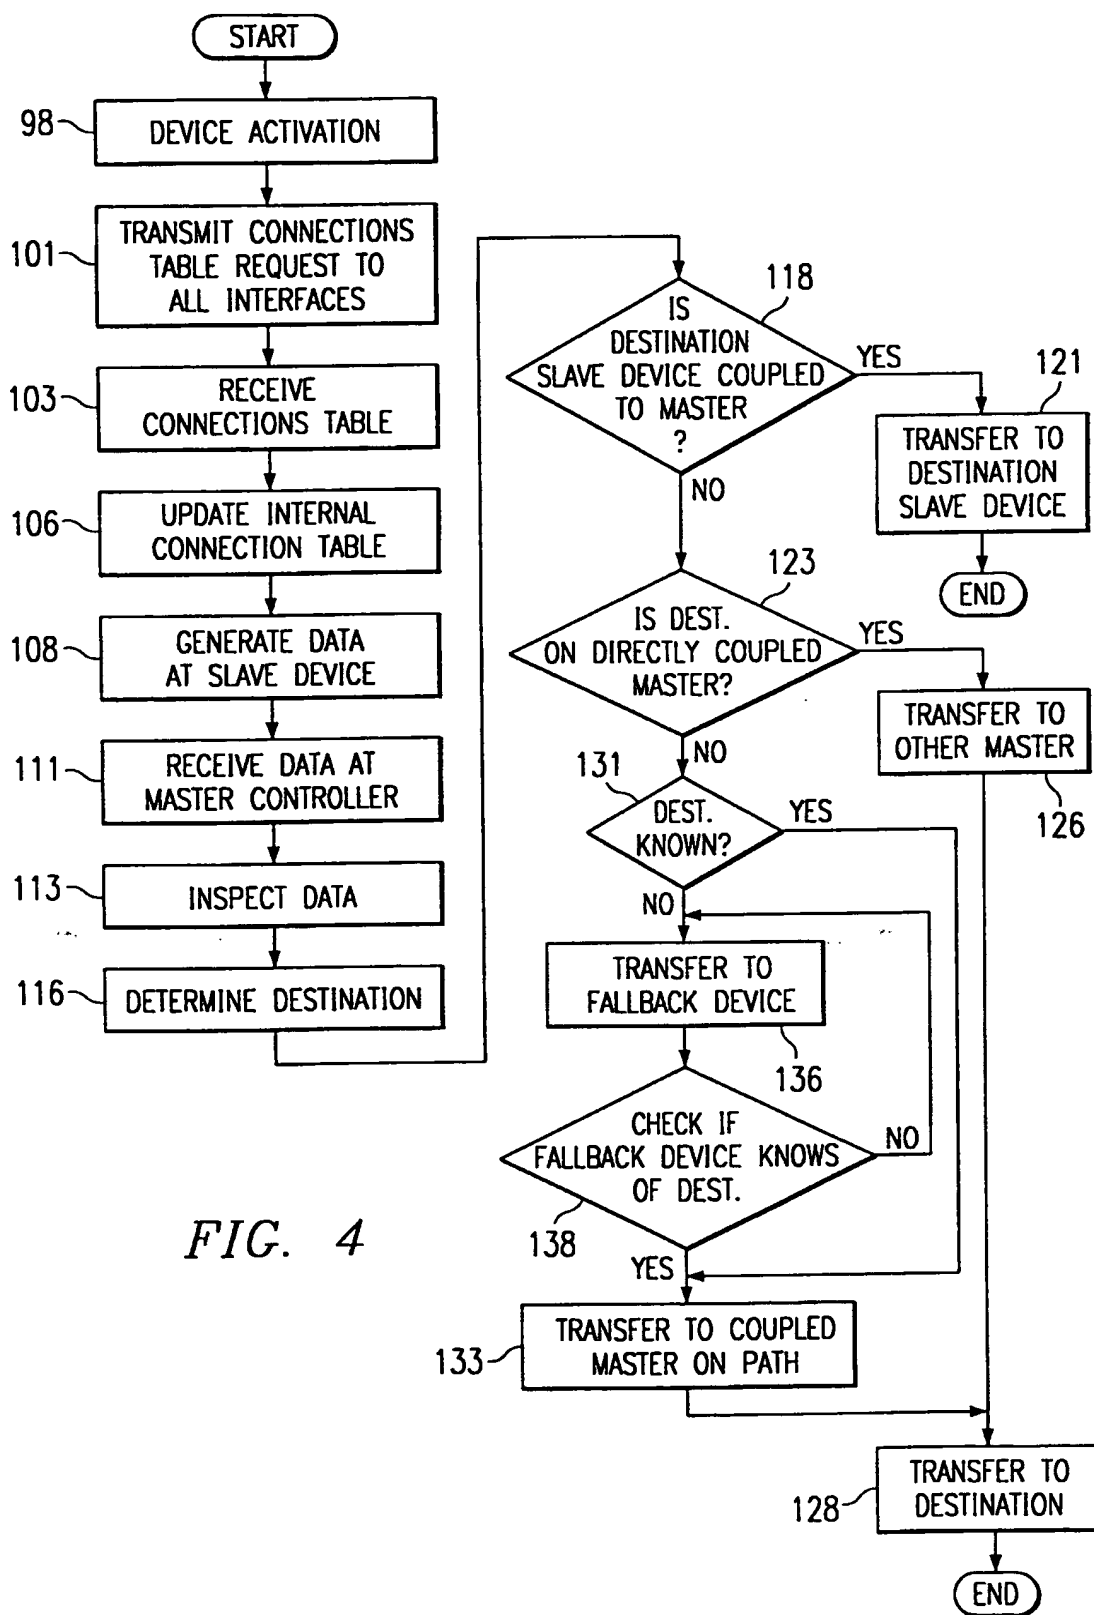 START
98
DEVICE ACTIVATION
101
TRANSMIT CONNECTIONS
TABLE REQUEST TO
ALL INTERFACES
103
RECEIVE
CONNECTIONS TABLE
106
UPDATE INTERNAL
CONNECTION TABLE
108
GENERATE DATA
AT SLAVE DEVICE
111
RECEIVE DATA AT
MASTER CONTROLLER
113
INSPECT DATA
116
DETERMINE DESTINATION
118
IS
DESTINATION
SLAVE DEVICE COUPLED
TO MASTER
?
YES
NO
121
TRANSFER TO
DESTINATION
SLAVE DEVICE
END
123
IS DEST.
ON DIRECTLY COUPLED
MASTER?
YES
NO
TRANSFER TO
OTHER MASTER
126
131
DEST.
KNOWN?
YES
NO
TRANSFER TO
FALLBACK DEVICE
136
CHECK IF
FALLBACK DEVICE KNOWS
OF DEST.
NO
138
YES
133
TRANSFER TO COUPLED
MASTER ON PATH
128
TRANSFER TO
DESTINATION
END
FIG. 4